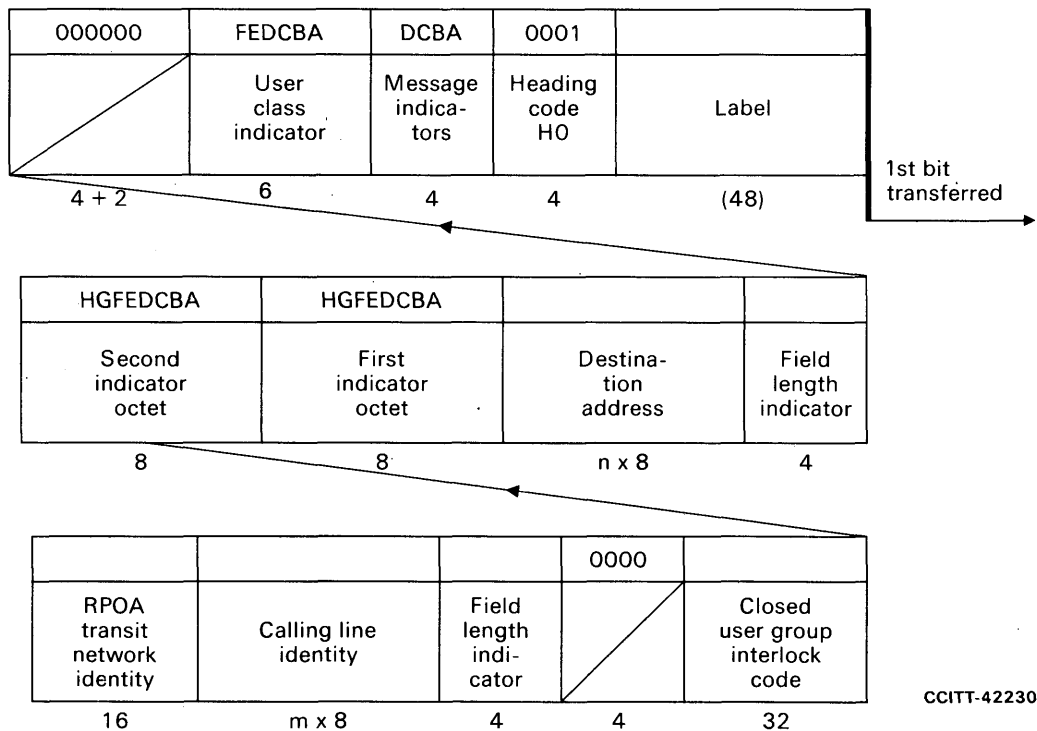 000000 FEDCBA DCBA 0001
User class indicator
Message indica- tors
Heading code H0
Label
4 + 2 6 4 4 (48)
1st bit transferred
HGFEDCBA HGFEDCBA
Second indicator octet
First indicator octet
Destina- tion address
Field length indicator
8 8 n x 8 4
0000
RPOA transit network identity
Calling line identity
Field length indi- cator
Closed user group interlock code
16 m x 8 4 4 32
CCITT-42230